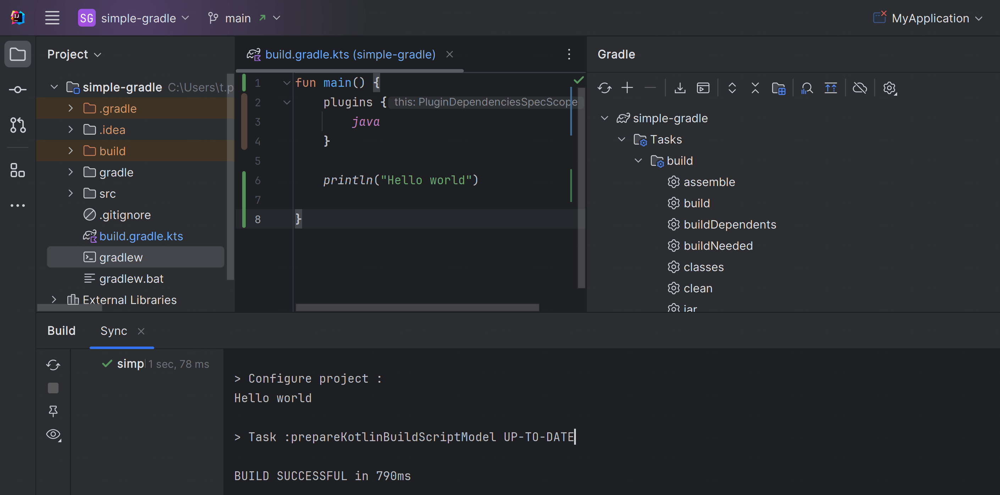 IJ
SG simple-gradle main MyApplication
Project
simple-gradle C:\Users\t.p
.gradle
.idea
build
gradle
src
.gitignore
build.gradle.kts
gradlew
gradlew.bat
External Libraries
build.gradle.kts (simple-gradle)
1 fun main() {
2 plugins { this: PluginDependenciesSpecScope
3 java
4 }
5
6 println("Hello world")
7
8 }
Gradle
simple-gradle
Tasks
build
assemble
build
buildDependents
buildNeeded
classes
clean
jar
Build Sync
simpl 1 sec, 78 ms
> Configure project :
Hello world
> Task :prepareKotlinBuildScriptModel UP-TO-DATE
BUILD SUCCESSFUL in 790ms